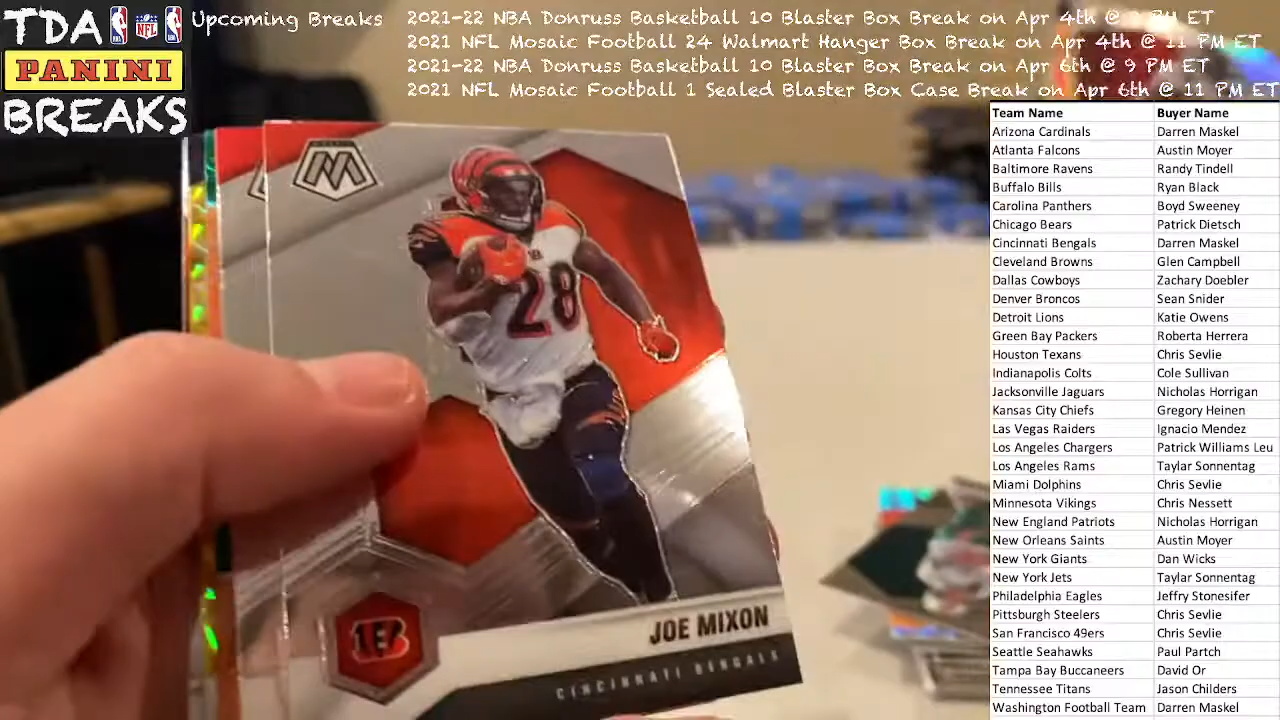 TDA
PANINI
BREAKS
Upcoming Breaks
2021-22 NBA Donruss Basketball 10 Blaster Box Break on Apr 4th @ PM ET
2021 NFL Mosaic Football 24 Walmart Hanger Box Break on Apr 4th @ 11 PM ET
2021-22 NBA Donruss Basketball 10 Blaster Box Break on Apr 6th @ 9 PM ET
2021 NFL Mosaic Football 1 Sealed Blaster Box Case Break on Apr 6th @ 11 PM ET
Team Name Buyer Name
Arizona Cardinals Darren Maskel
Atlanta Falcons Austin Moyer
Baltimore Ravens Randy Tindell
Buffalo Bills Ryan Black
Carolina Panthers Boyd Sweeney
Chicago Bears Patrick Dietsch
Cincinnati Bengals Darren Maskel
Cleveland Browns Glen Campbell
Dallas Cowboys Zachary Doebler
Denver Broncos Sean Snider
Detroit Lions Katie Owens
Green Bay Packers Roberta Herrera
Houston Texans Chris Sevlie
Indianapolis Colts Cole Sullivan
Jacksonville Jaguars Nicholas Horrigan
Kansas City Chiefs Gregory Heinen
Las Vegas Raiders Ignacio Mendez
Los Angeles Chargers Patrick Williams Leu
Los Angeles Rams Taylar Sonnentag
Miami Dolphins Chris Sevlie
Minnesota Vikings Chris Nessett
New England Patriots Nicholas Horrigan
New Orleans Saints Austin Moyer
New York Giants Dan Wicks
New York Jets Taylar Sonnentag
Philadelphia Eagles Jeffry Stonesifer
Pittsburgh Steelers Chris Sevlie
San Francisco 49ers Chris Sevlie
Seattle Seahawks Paul Partch
Tampa Bay Buccaneers David Or
Tennessee Titans Jason Childers
Washington Football Team Darren Maskel
M
28
JOE MIXON
CINCINNATI BENGALS